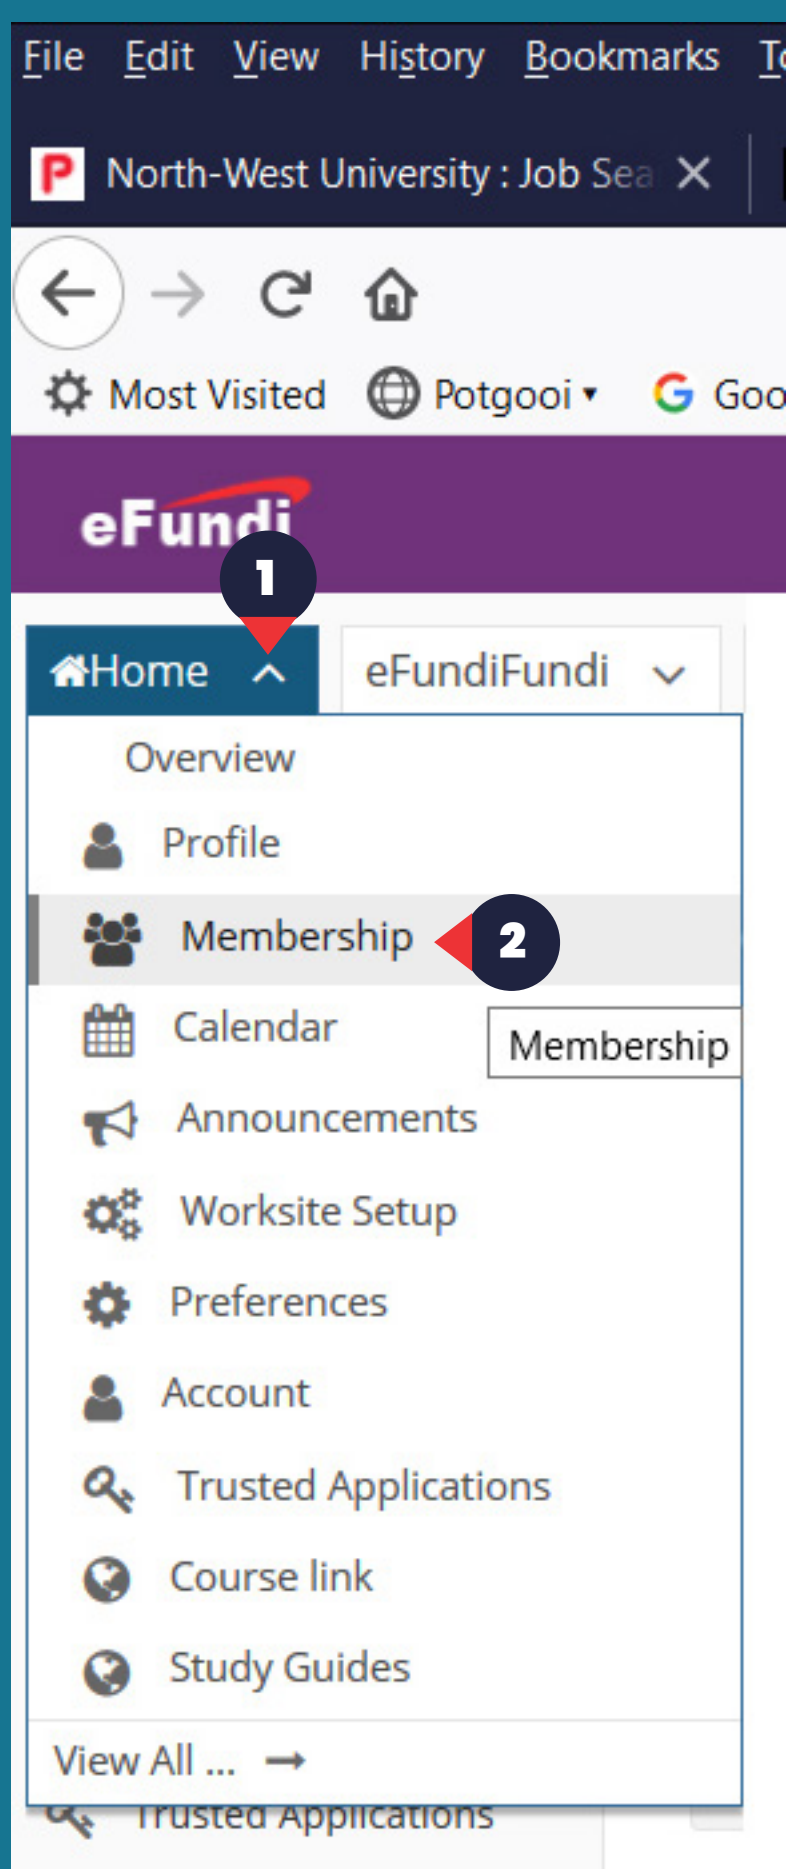 File Edit View History Bookmarks
North-West University : Job Sea
Most Visited Potgooi
eFundi
1
Home eFundiFundi
Overview
Profile
Membership 2
Calendar
Membership
Announcements
Worksite Setup
Preferences
Account
Trusted Applications
Course link
Study Guides
View All ...
Trusted Applications